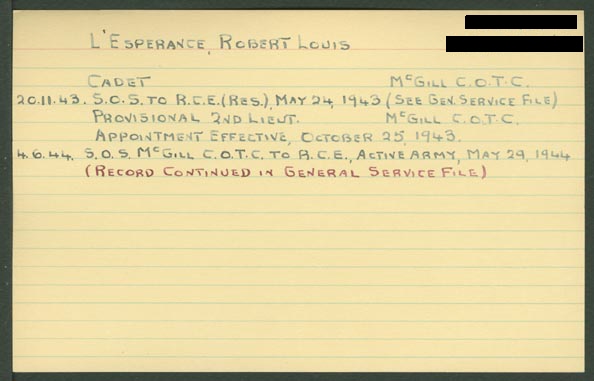 L'Esperance, Robert Louis
Cadet McGill C.O.T.C.
20.11.43. S.O.S. to R.C.E. (Res.), May 24, 1943 (See Gen. Service File)
Provisional 2nd Lieut. McGill C.O.T.C.
Appointment Effective, October 25, 1943.
4.6.44. S.O.S. McGill C.O.T.C. to R.C.E., Active Army, May 29, 1944
(Record Continued in General Service File)